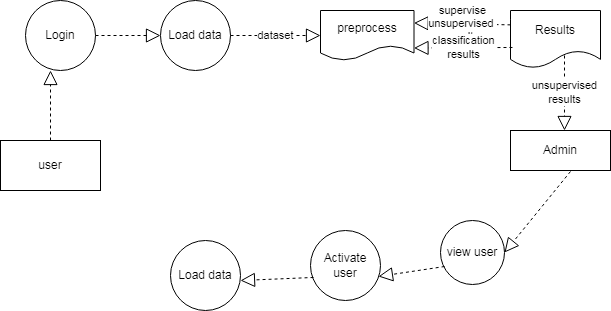 Login
Load data
dataset
preprocess
supervise
unsupervised
..
classification
results
Results
unsupervised
results
user
Admin
view user
Activate
user
Load data